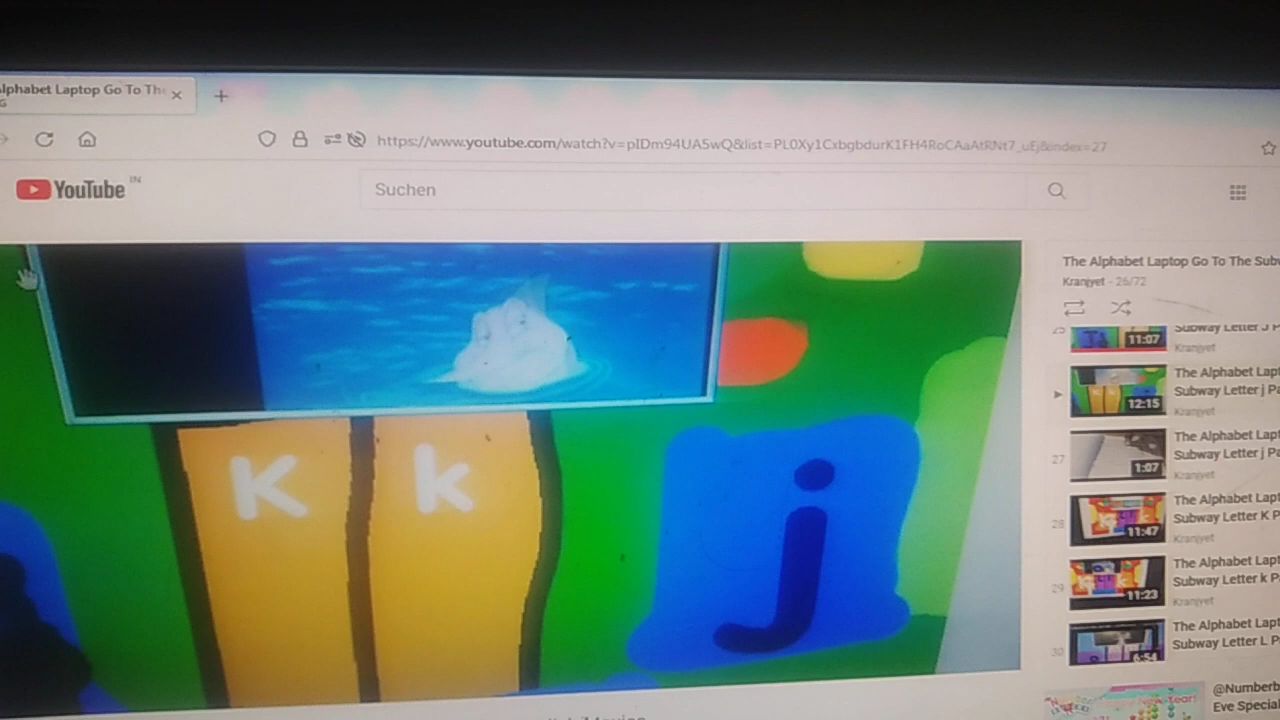 Alphabet Laptop Go To The
G
https://www.youtube.com/watch?v=pIDm94UA5wQ&list=PL0Xy1CxbgbdurK1FH4RoCAaAtRNt7_uEj&index=27
YouTube IN
Suchen
K k
j
The Alphabet Laptop Go To The Subw
Kranjyet - 26/72
Subway Letter J P
11:07
Kranjyet
The Alphabet Lapt
Subway Letter j Pa
12:15
Kranjyet
27
The Alphabet Lapt
Subway Letter j Pa
1:07
Kranjyet
28
The Alphabet Lapt
Subway Letter K P
11:47
Kranjyet
29
The Alphabet Lapt
Subway Letter k P
11:23
Kranjyet
30
The Alphabet Lapt
Subway Letter L P
6:54
@Numberb
Eve Special